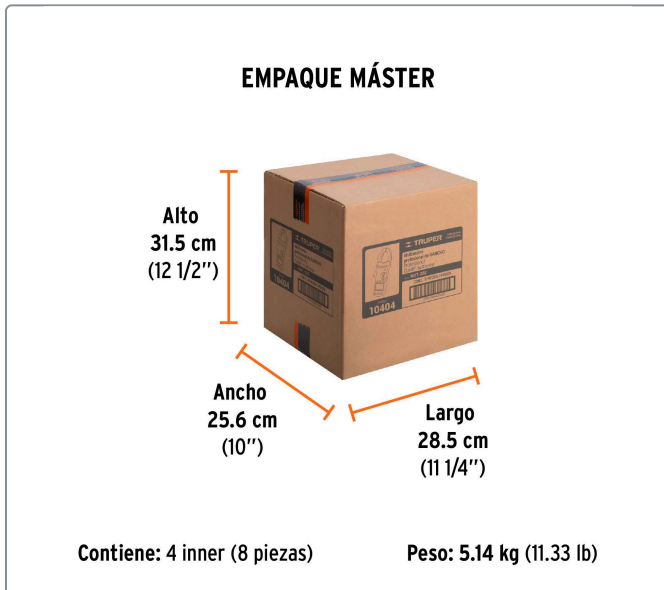 EMPAQUE MÁSTER
Alto
31.5 cm
(12 1/2’’)
TRUPER
10404
10404
Ancho
25.6 cm
(10’’)
Largo
28.5 cm
(11 1/4’’)
Contiene: 4 inner (8 piezas)
Peso: 5.14 kg (11.33 lb)